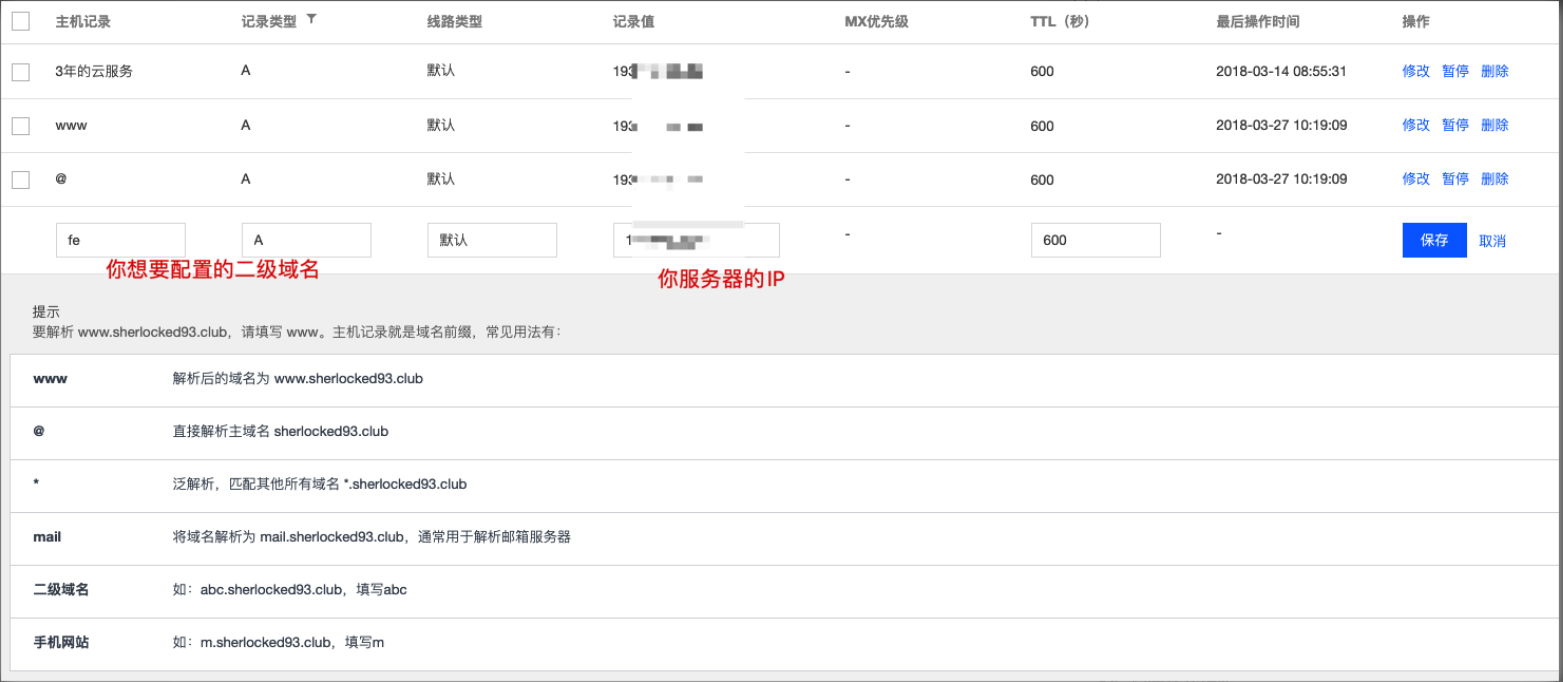 主机记录 记录类型 线路类型 记录值 MX优先级 TTL（秒） 最后操作时间 操作
3年的云服务 A 默认 193 - 600 2018-03-14 08:55:31 修改 暂停 删除
www A 默认 193 - 600 2018-03-27 10:19:09 修改 暂停 删除
@ A 默认 193 - 600 2018-03-27 10:19:09 修改 暂停 删除
fe A 默认 1 - 600 - 保存 取消
你想要配置的二级域名 你服务器的IP
提示
要解析 www.sherlocked93.club，请填写 www。主机记录就是域名前缀，常见用法有：
www 解析后的域名为 www.sherlocked93.club
@ 直接解析主域名 sherlocked93.club
* 泛解析，匹配其他所有域名 *.sherlocked93.club
mail 将域名解析为 mail.sherlocked93.club，通常用于解析邮箱服务器
二级域名 如：abc.sherlocked93.club，填写abc
手机网站 如：m.sherlocked93.club，填写m